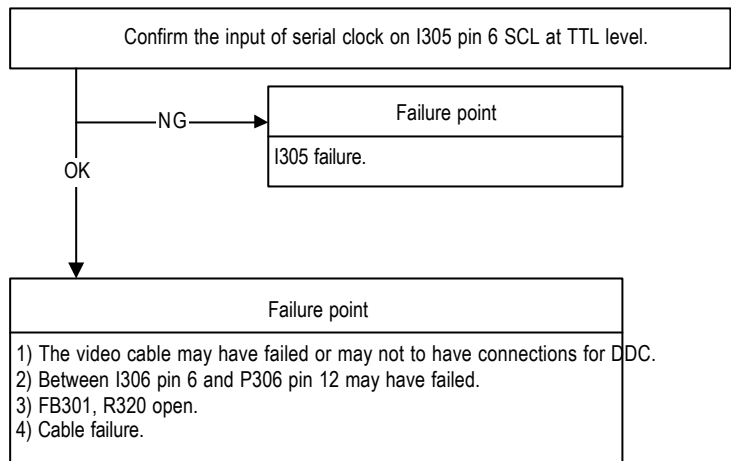 Confirm the input of serial clock on I305 pin 6 SCL at TTL level.
NG
Failure point
I305 failure.
OK
Failure point
1) The video cable may have failed or may not to have connections for DDC.
2) Between I306 pin 6 and P306 pin 12 may have failed.
3) FB301, R320 open.
4) Cable failure.